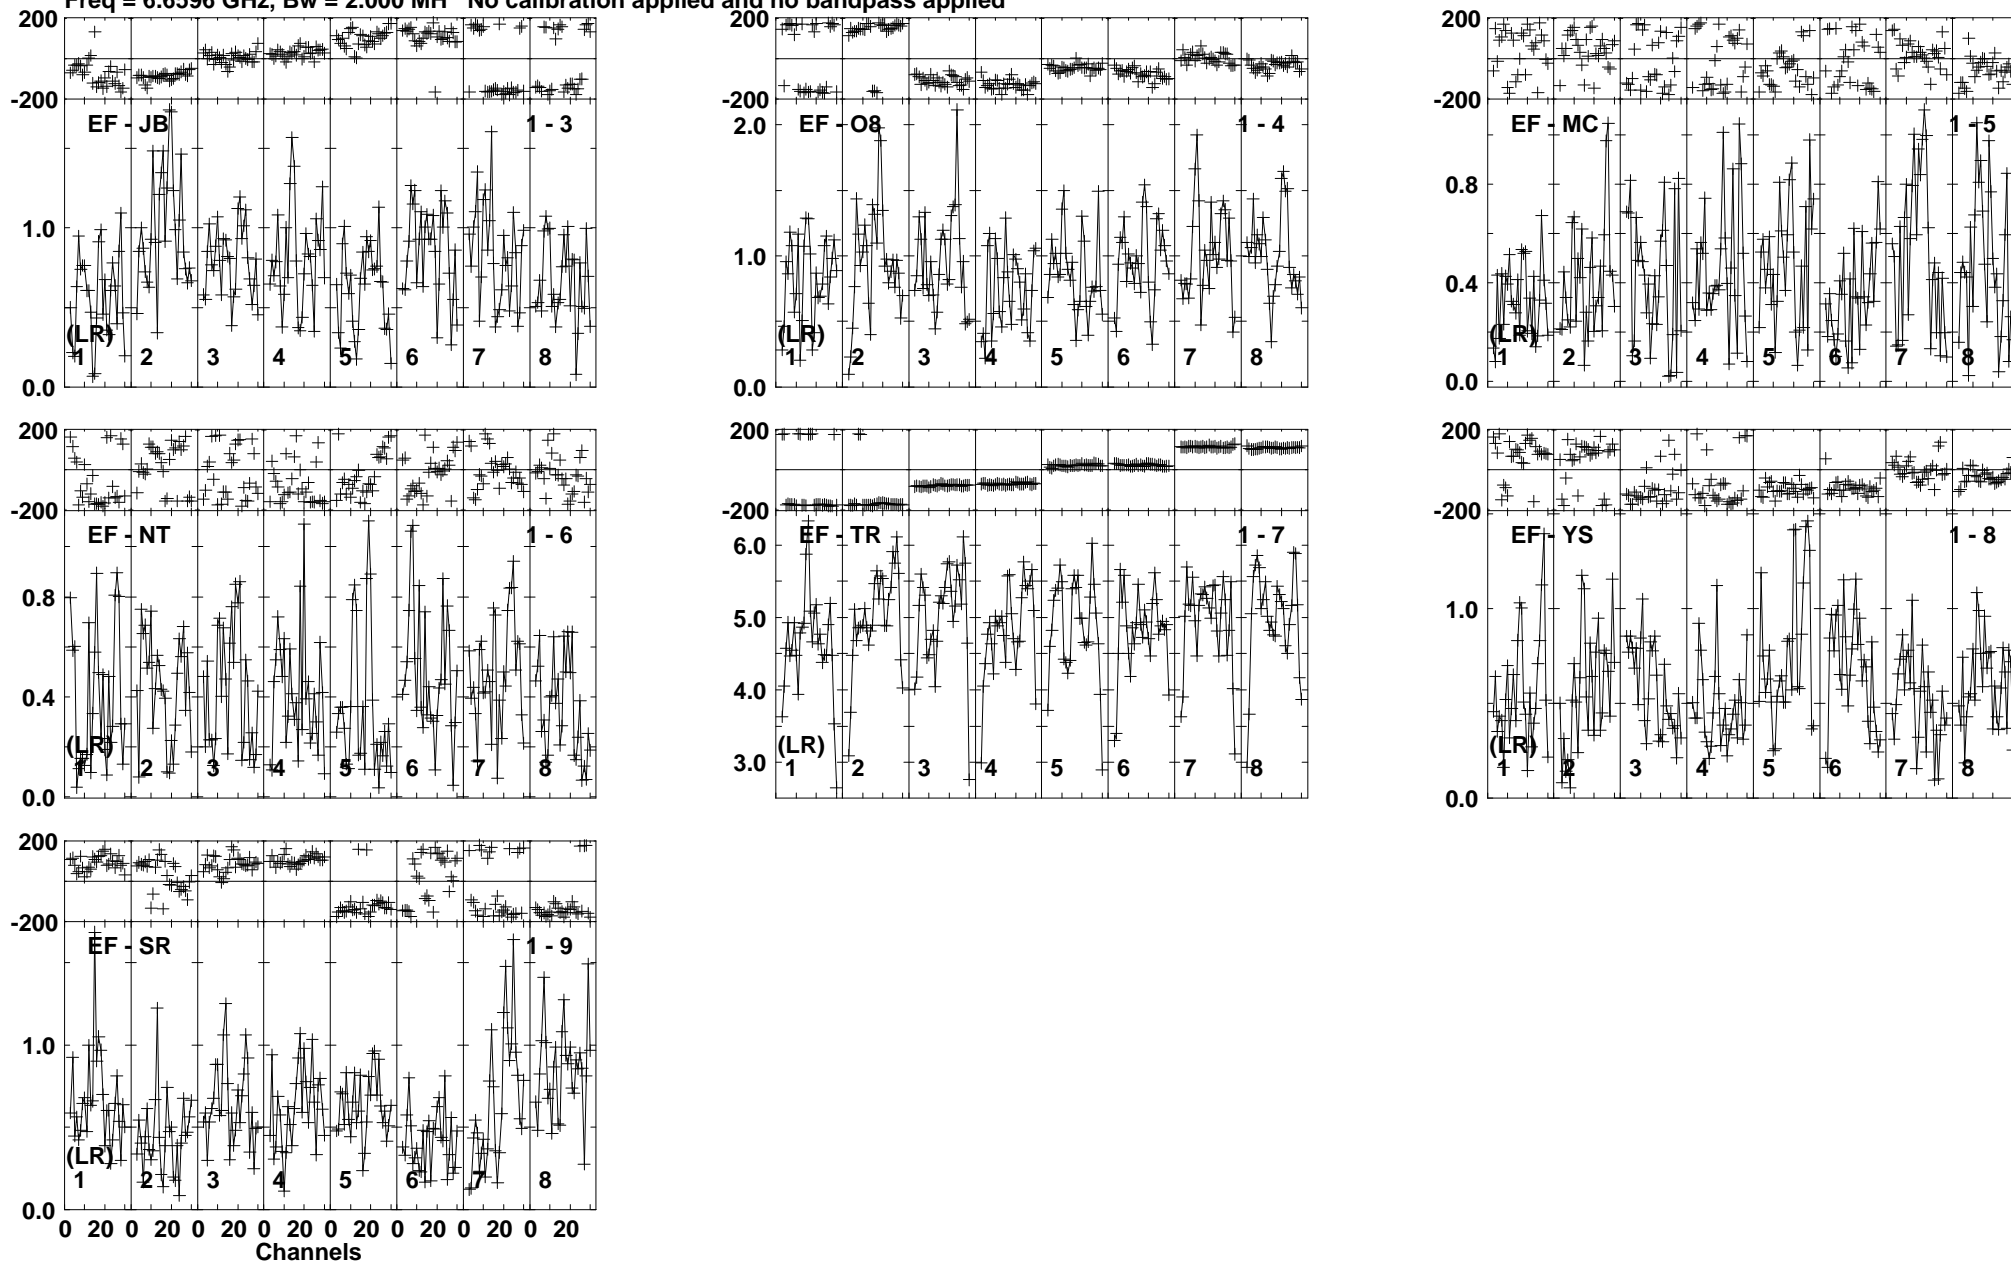 Freq = 6.6596 GHz, Bw = 2.000 MH No calibration applied and no bandpass applied
200
-200
EF - JB 1 - 3
1.0
(LR)
1 2 3 4 5 6 7 8
0.0
200
-200
EF - O8 1 - 4
2.0
1.0
(LR)
1 2 3 4 5 6 7 8
0.0
200
-200
EF - MC 1 - 5
0.8
0.4
(LR)
1 2 3 4 5 6 7 8
0.0
200
-200
EF - NT 1 - 6
0.8
0.4
(LR)
1 2 3 4 5 6 7 8
0.0
200
-200
EF - TR 1 - 7
6.0
5.0
4.0
(LR)
3.0
1 2 3 4 5 6 7 8
200
-200
EF - YS 1 - 8
1.0
(LR)
1 2 3 4 5 6 7 8
0.0
200
-200
EF - SR 1 - 9
1.0
(LR)
1 2 3 4 5 6 7 8
0.0
0 20 0 20 0 20 0 20 0 20 0 20 0 20 0 20
Channels